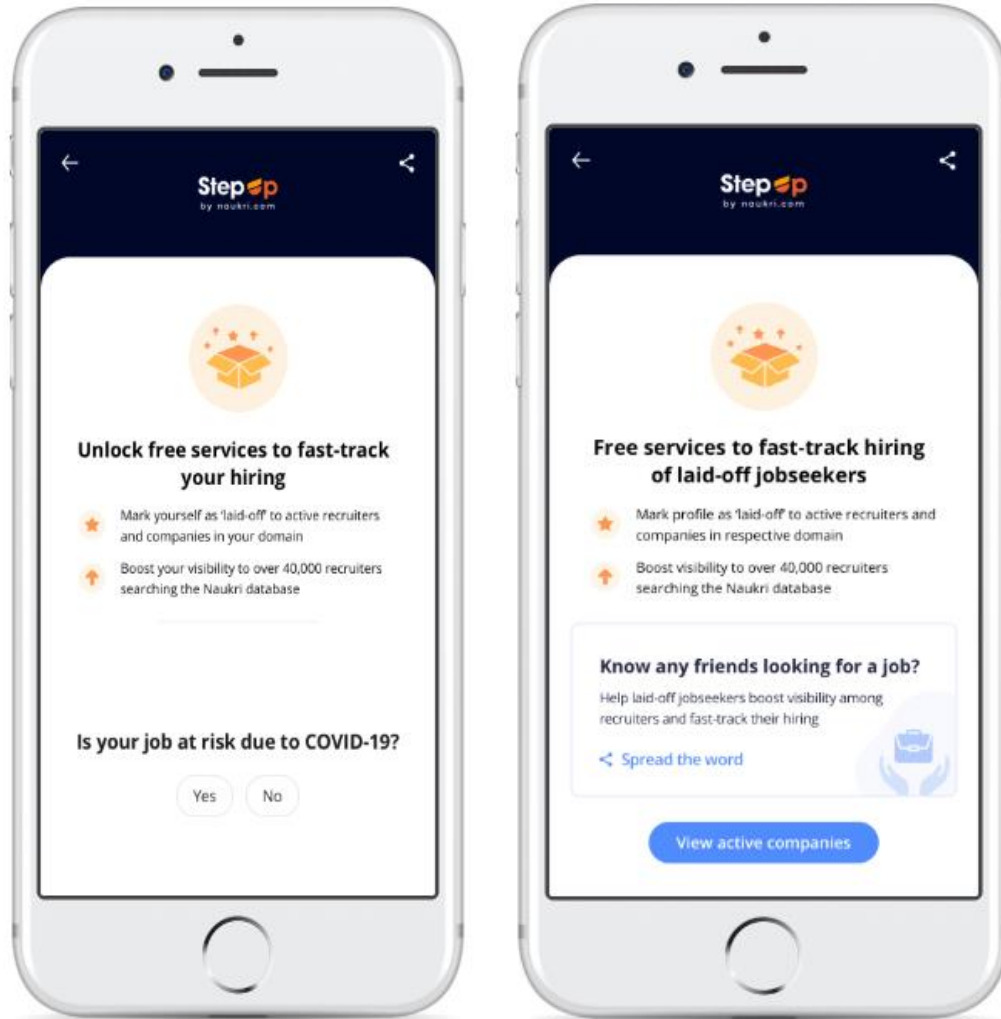 StepUp
by naukri.com
Unlock free services to fast-track
your hiring
Mark yourself as 'laid-off' to active recruiters
and companies in your domain
Boost your visibility to over 40,000 recruiters
searching the Naukri database
Is your job at risk due to COVID-19?
Yes No
StepUp
by naukri.com
Free services to fast-track hiring
of laid-off jobseekers
Mark profile as 'laid-off' to active recruiters and
companies in respective domain
Boost visibility to over 40,000 recruiters
searching the Naukri database
Know any friends looking for a job?
Help laid-off jobseekers boost visibility among
recruiters and fast-track their hiring
Spread the word
View active companies